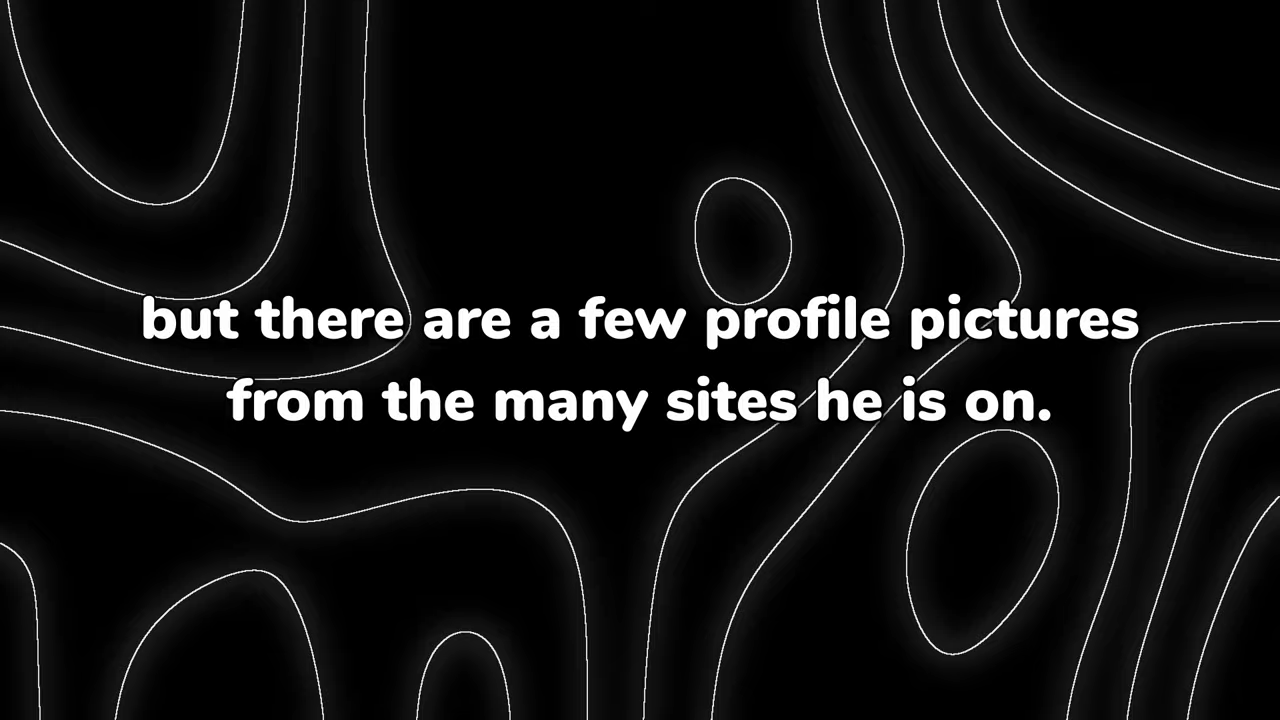 but there are a few profile pictures
from the many sites he is on.